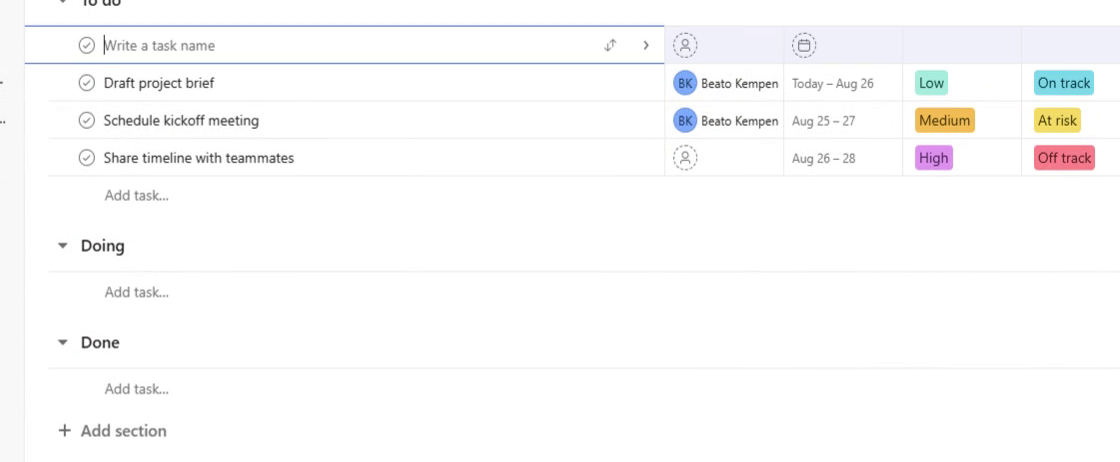 To do
Write a task name
Draft project brief BK Beato Kempen Today – Aug 26 Low On track
Schedule kickoff meeting BK Beato Kempen Aug 25 – 27 Medium At risk
Share timeline with teammates Aug 26 – 28 High Off track
Add task...
Doing
Add task...
Done
Add task...
+ Add section